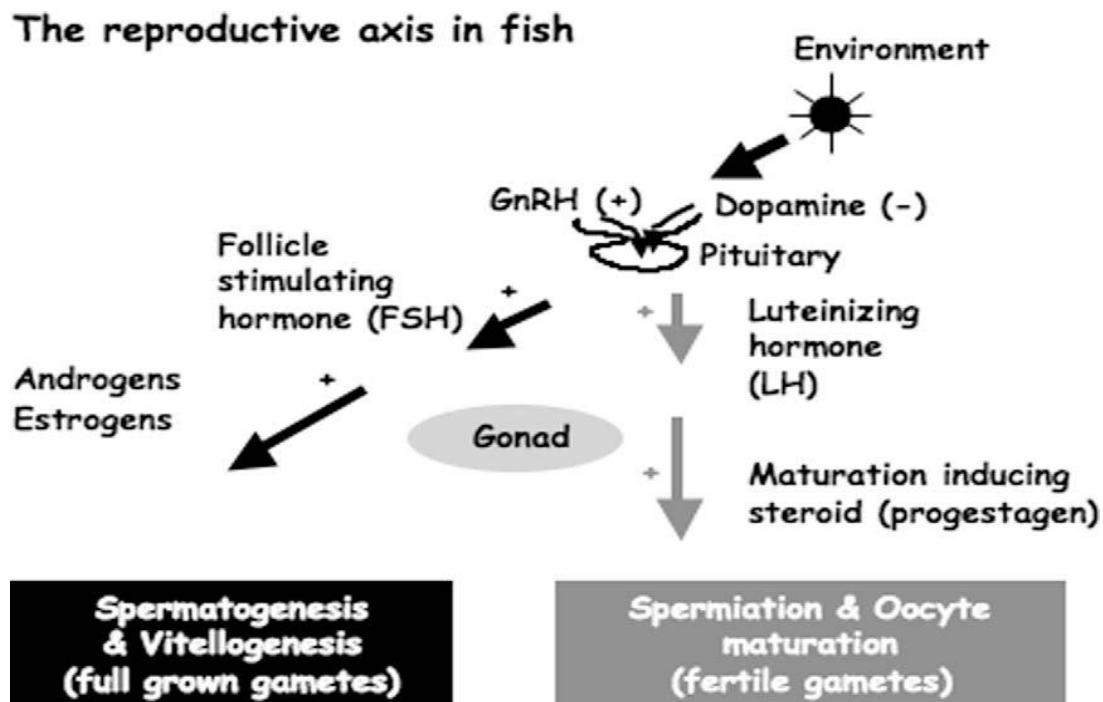 The reproductive axis in fish
Environment
GnRH (+)
Dopamine (-)
Pituitary
Follicle
stimulating
hormone (FSH)
+
+
Luteinizing
hormone
(LH)
Androgens
Estrogens
+
Gonad
+
Maturation inducing
steroid (progestagen)
Spermatogenesis
& Vitellogenesis
(full grown gametes)
Spermiation & Oocyte
maturation
(fertile gametes)